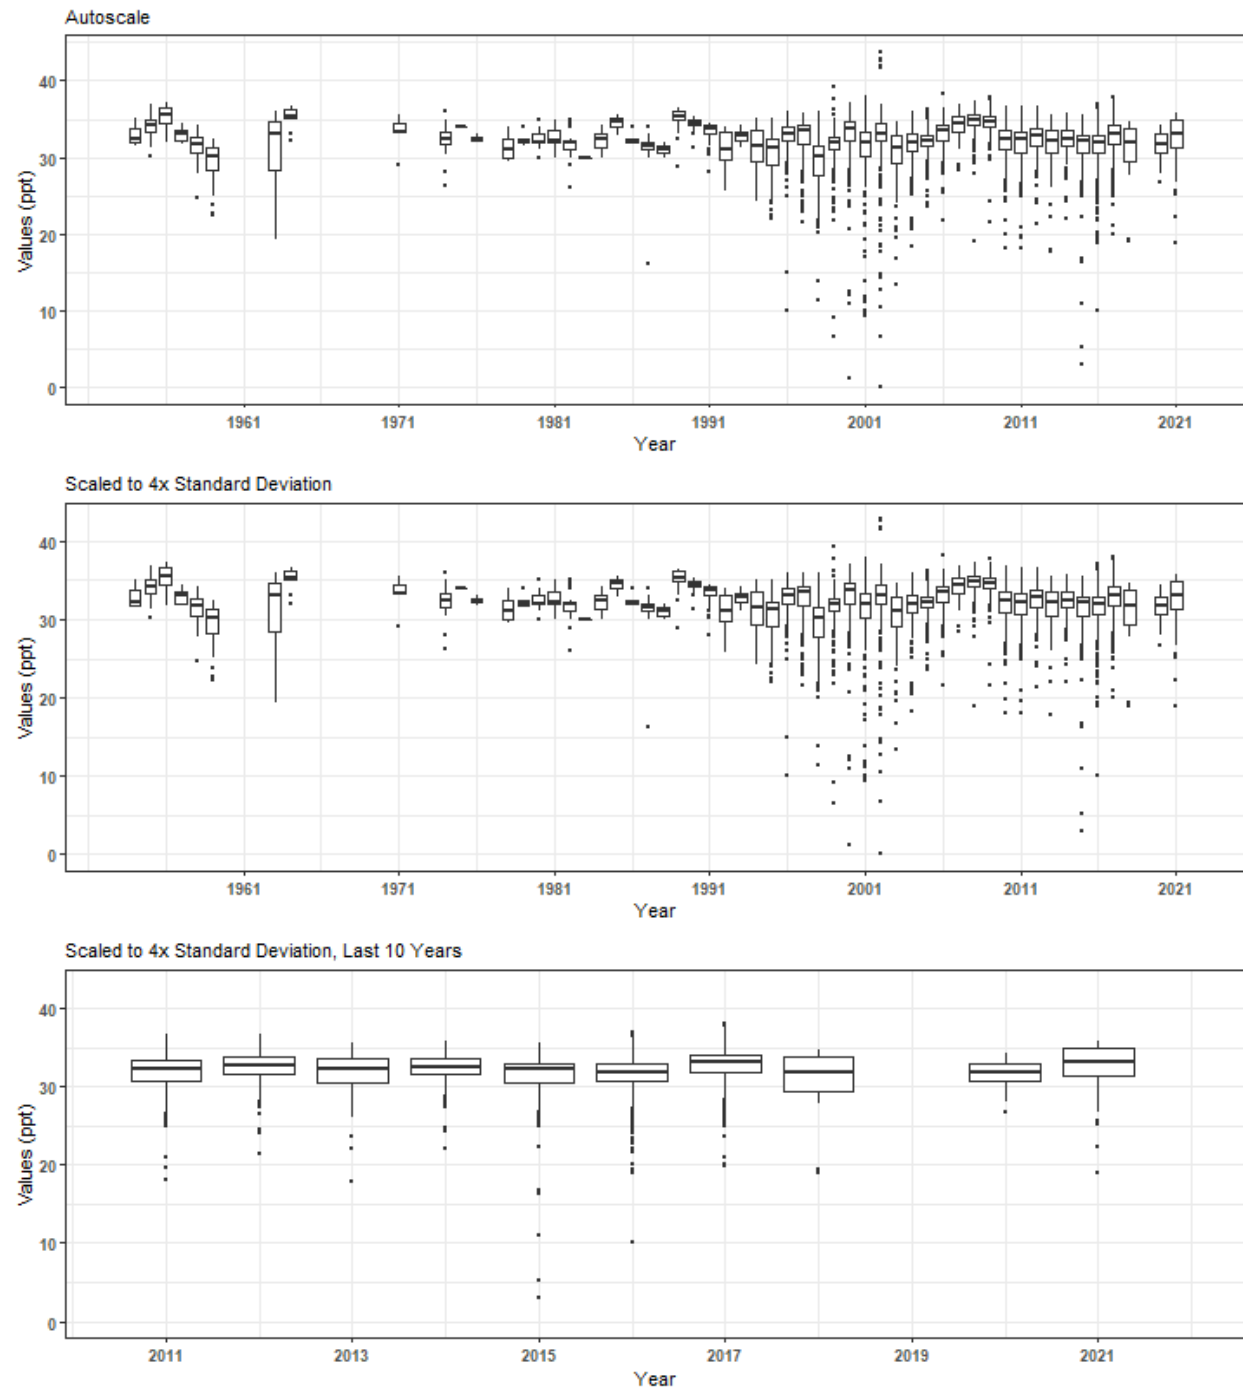 Autoscale
Values (ppt)
40
30
20
10
0
1961 1971 1981 1991 2001 2011 2021
Year
Scaled to 4x Standard Deviation
Values (ppt)
40
30
20
10
0
1961 1971 1981 1991 2001 2011 2021
Year
Scaled to 4x Standard Deviation, Last 10 Years
Values (ppt)
40
30
20
10
0
2011 2013 2015 2017 2019 2021
Year